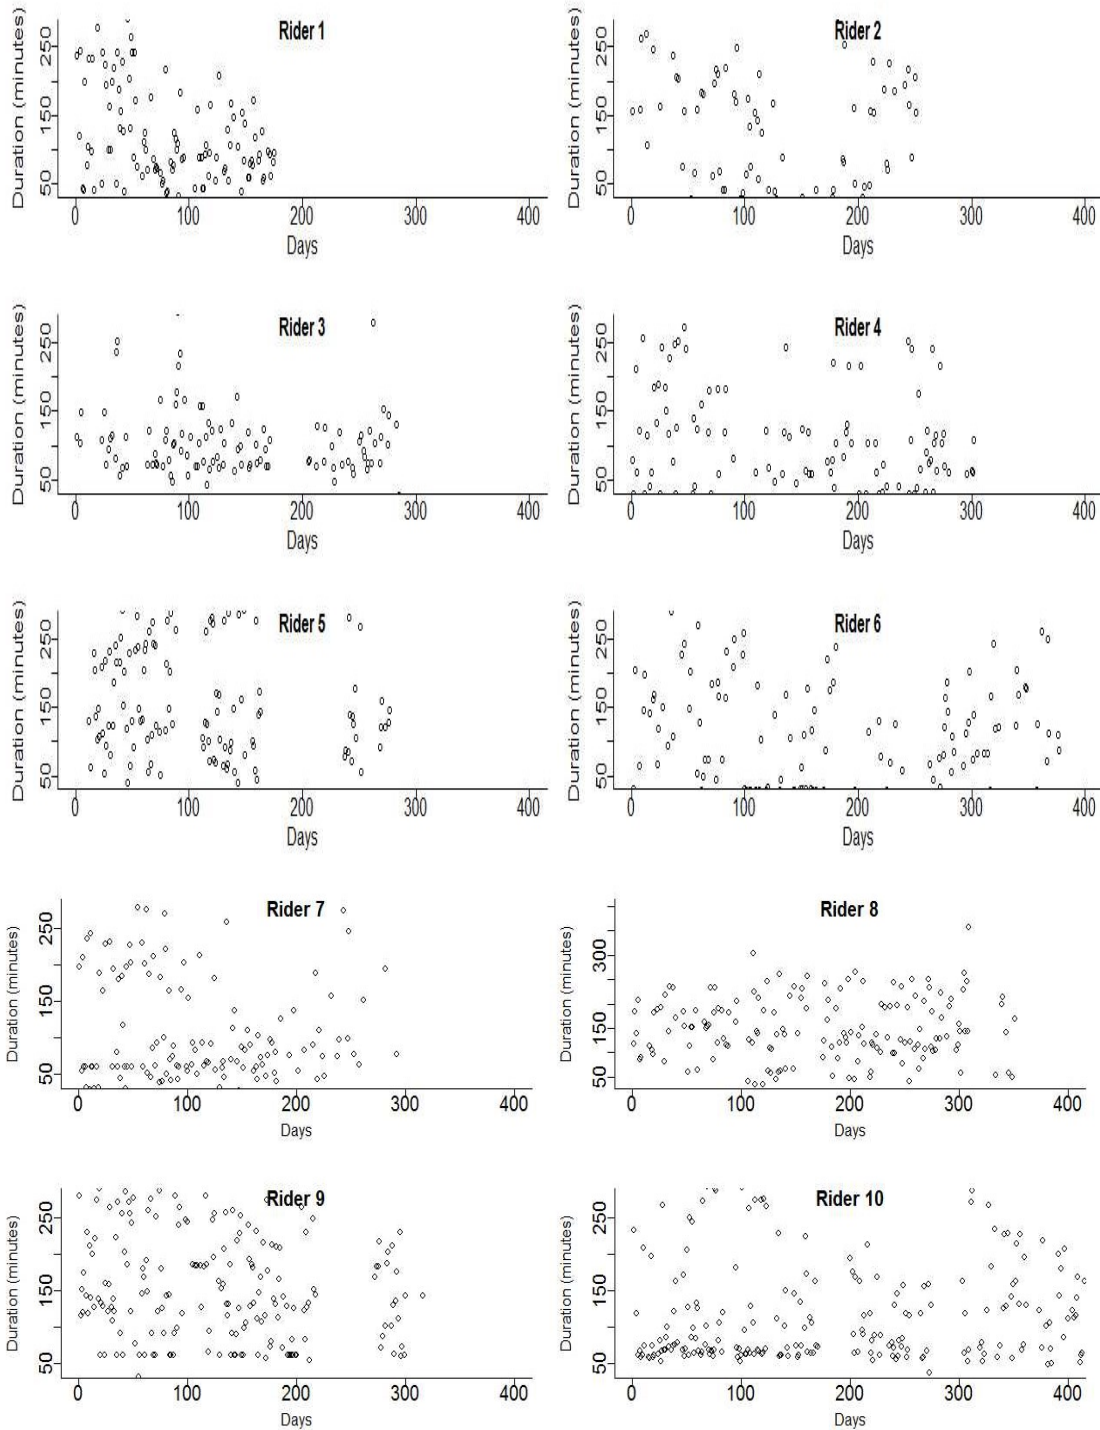 Rider 1
Duration (minutes)
50 150 250
0 100 200 300 400
Days
Rider 2
Duration (minutes)
50 150 250
0 100 200 300 400
Days
Rider 3
Duration (minutes)
50 150 250
0 100 200 300 400
Days
Rider 4
Duration (minutes)
50 150 250
0 100 200 300 400
Days
Rider 5
Duration (minutes)
50 150 250
0 100 200 300 400
Days
Rider 6
Duration (minutes)
50 150 250
0 100 200 300 400
Days
Rider 7
Duration (minutes)
50 150 250
0 100 200 300 400
Days
Rider 8
Duration (minutes)
50 150 300
0 100 200 300 400
Days
Rider 9
Duration (minutes)
50 150 250
0 100 200 300 400
Days
Rider 10
Duration (minutes)
50 150 250
0 100 200 300 400
Days